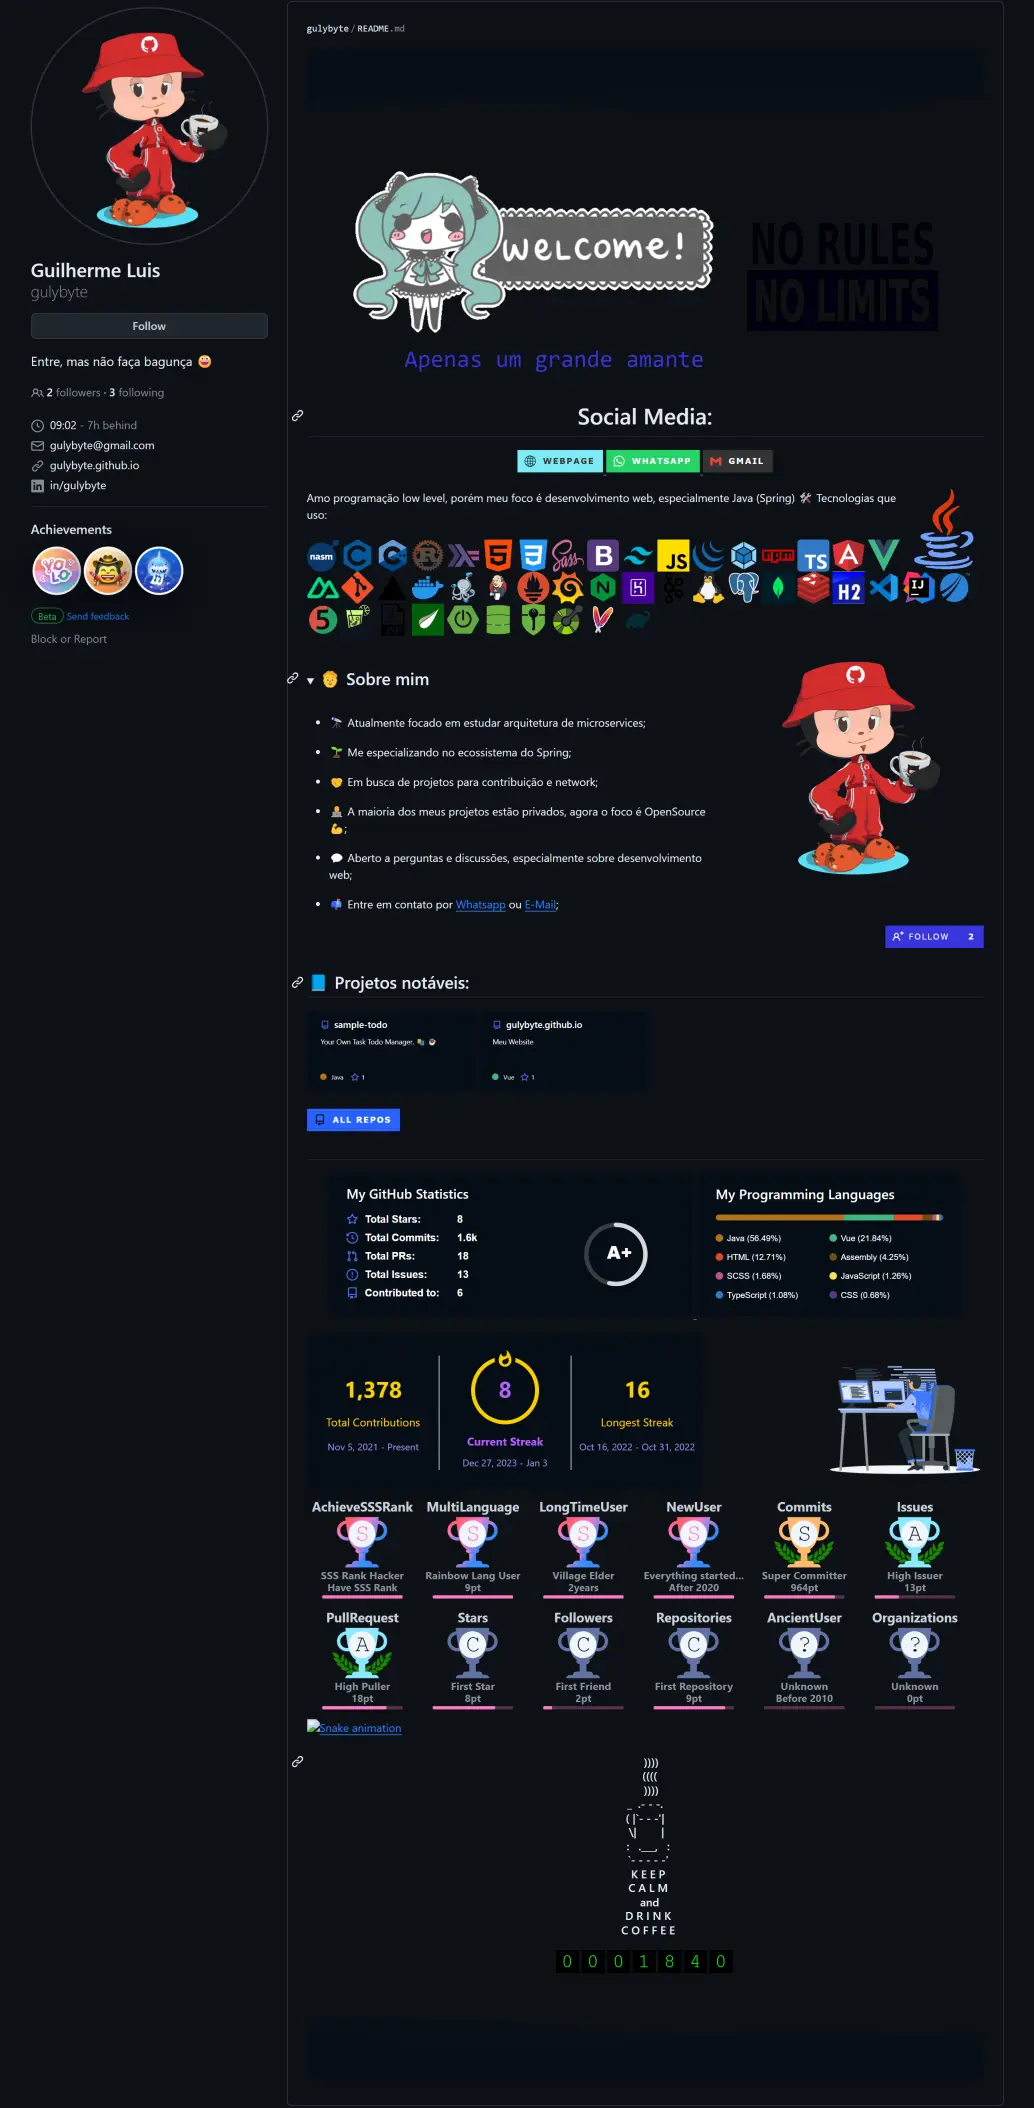 Guilherme Luis
gulybyte
Follow
Entre, mas não faça bagunça
2 followers · 3 following
09:02 - 7h behind
gulybyte@gmail.com
gulybyte.github.io
in/gulybyte
Achievements
YOLO
Beta Send feedback
Block or Report
gulybyte / README.md
WELCOME!
NO RULES
NO LIMITS
Apenas um grande amante
Social Media:
WEBPAGE WHATSAPP GMAIL
Amo programação low level, porém meu foco é desenvolvimento web, especialmente Java (Spring) 🛠 Tecnologias que
uso:
nasm C C 5 3 Sass B JS npm TS A
N H2 IJ
5
Sobre mim
Atualmente focado em estudar arquitetura de microservices;
Me especializando no ecossistema do Spring;
Em busca de projetos para contribuição e network;
A maioria dos meus projetos estão privados, agora o foco é OpenSource
;
Aberto a perguntas e discussões, especialmente sobre desenvolvimento
web;
Entre em contato por Whatsapp ou E-Mail;
FOLLOW 2
Projetos notáveis:
sample-todo
Your Own Task Todo Manager.
Java 1
gulybyte.github.io
Meu Website
Vue 1
ALL REPOS
My GitHub Statistics
Total Stars: 8
Total Commits: 1.6k
Total PRs: 18
Total Issues: 13
Contributed to: 6
A+
My Programming Languages
Java (56.49%) Vue (21.84%)
HTML (12.71%) Assembly (4.25%)
SCSS (1.68%) JavaScript (1.26%)
TypeScript (1.08%) CSS (0.68%)
1,378
Total Contributions
Nov 5, 2021 - Present
8
Current Streak
Dec 27, 2023 - Jan 3
16
Longest Streak
Oct 16, 2022 - Oct 31, 2022
AchieveSSSRank MultiLanguage LongTimeUser NewUser Commits Issues
S S S S S A
SSS Rank Hacker Rainbow Lang User Village Elder Everything started... Super Committer High Issuer
Have SSS Rank 9pt 2years After 2020 964pt 13pt
PullRequest Stars Followers Repositories AncientUser Organizations
A C C C ? ?
High Puller First Star First Friend First Repository Unknown Unknown
18pt 8pt 2pt 9pt Before 2010 0pt
Snake animation
))))
((((
))))
_ .---.
(|`---'|
\| |
: .___, :
`-----'
K E E P
C A L M
and
D R I N K
C O F F E E
0 0 0 1 8 4 0